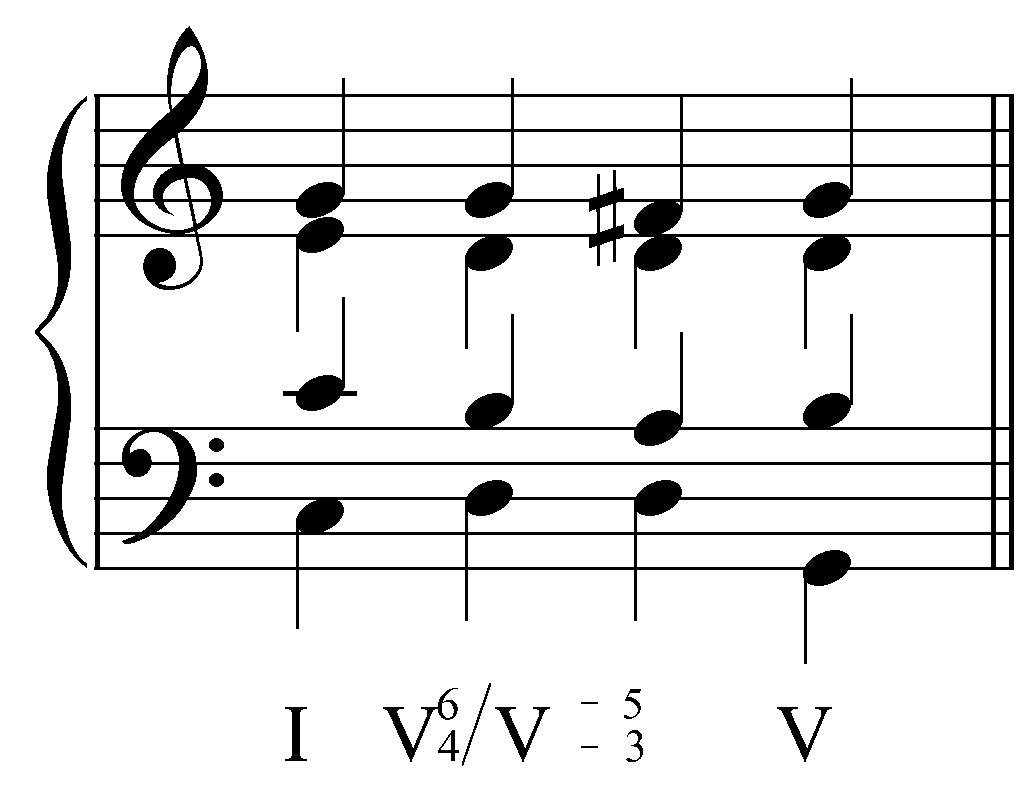 I V6/4/V – 5 – 3 V